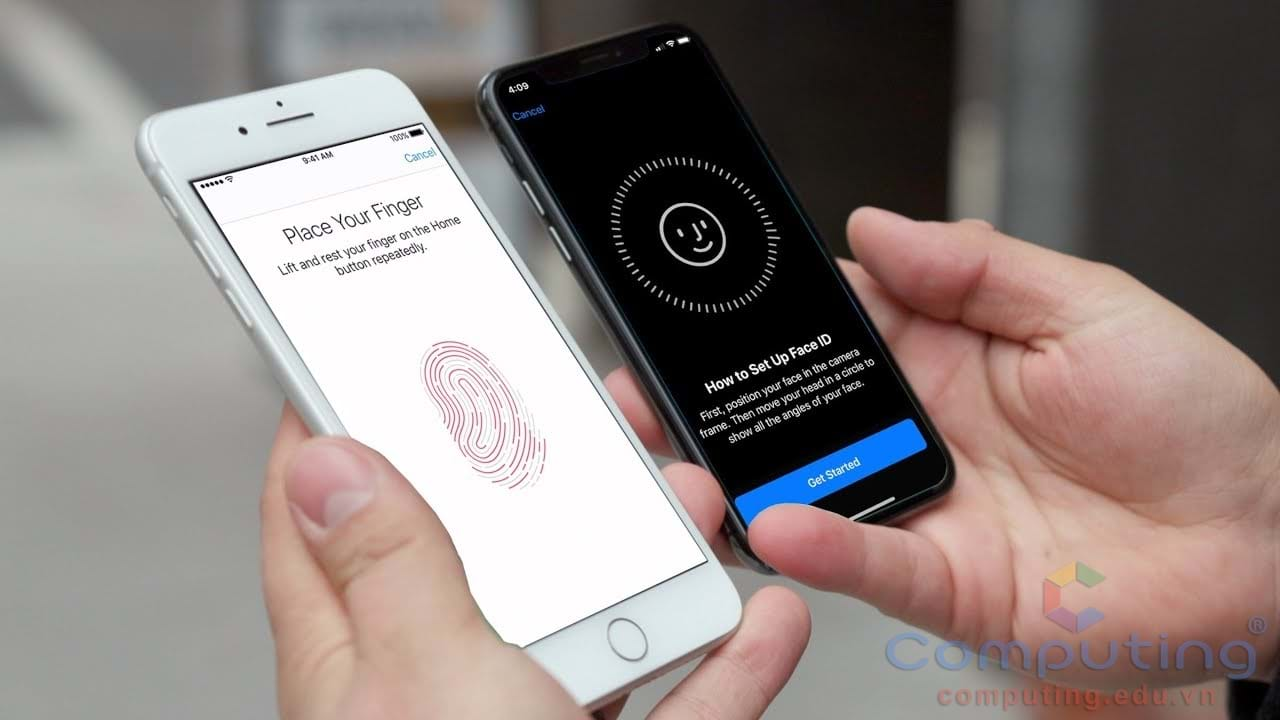 9:41 AM
100%
Cancel
Place Your Finger
Lift and rest your finger on the Home
button repeatedly.
4:09
Cancel
How to Set Up Face ID
First, position your face in the camera
frame. Then move your head in a circle to
show all the angles of your face.
Get Started
Computing®
computing.edu.vn